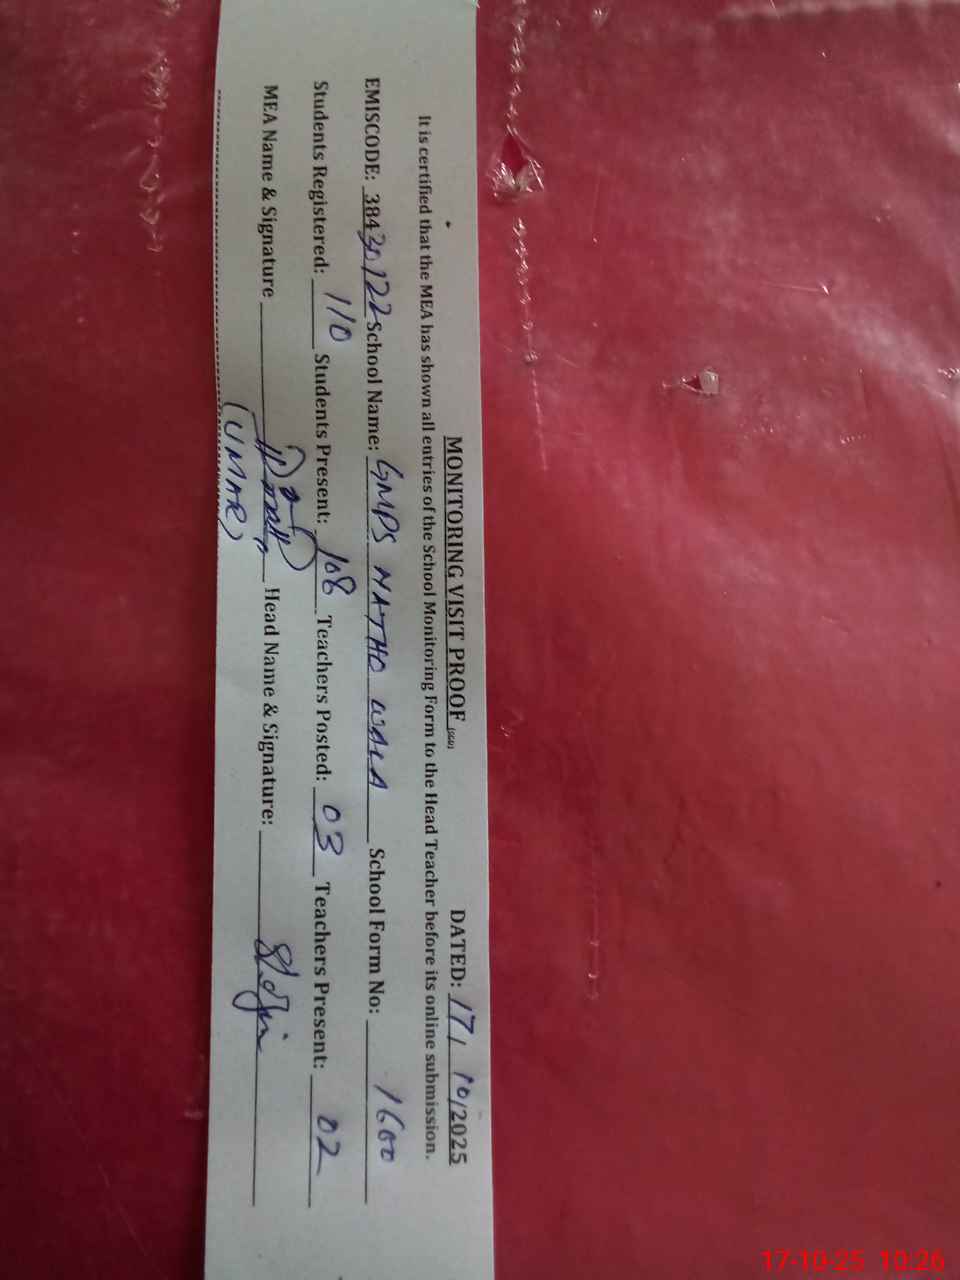 MONITORING VISIT PROOF (SGD) DATED: 17/ 10/2025
It is certified that the MEA has shown all entries of the School Monitoring Form to the Head Teacher before its online submission.
EMISCODE: 38430122 School Name: GMPS NATHO WALA School Form No: 1600
Students Registered: 110 Students Present: 108 Teachers Posted: 03 Teachers Present: 02
MEA Name & Signature Head Name & Signature:
(UMAR)
17-10-25 10:26